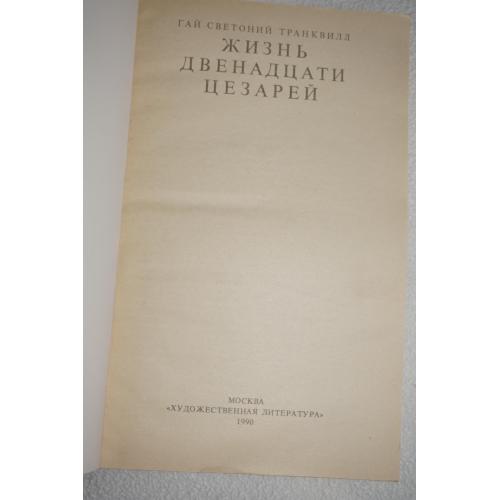 ГАЙ СВЕТОНИЙ ТРАНКВИЛЛ
ЖИЗНЬ
ДВЕНАДЦАТИ
ЦЕЗАРЕЙ
МОСКВА
«ХУДОЖЕСТВЕННАЯ ЛИТЕРАТУРА»
1990